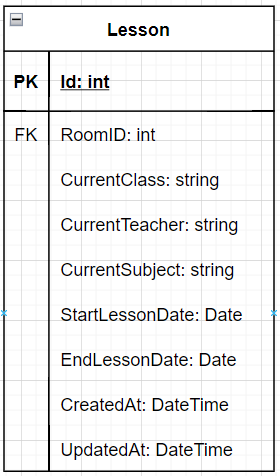 Lesson
PK Id: int
FK RoomID: int
CurrentClass: string
CurrentTeacher: string
CurrentSubject: string
StartLessonDate: Date
EndLessonDate: Date
CreatedAt: DateTime
UpdatedAt: DateTime